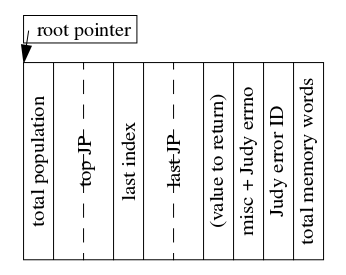 root pointer
total population
top JP
last index
last JP
(value to return)
misc + Judy errno
Judy error ID
total memory words